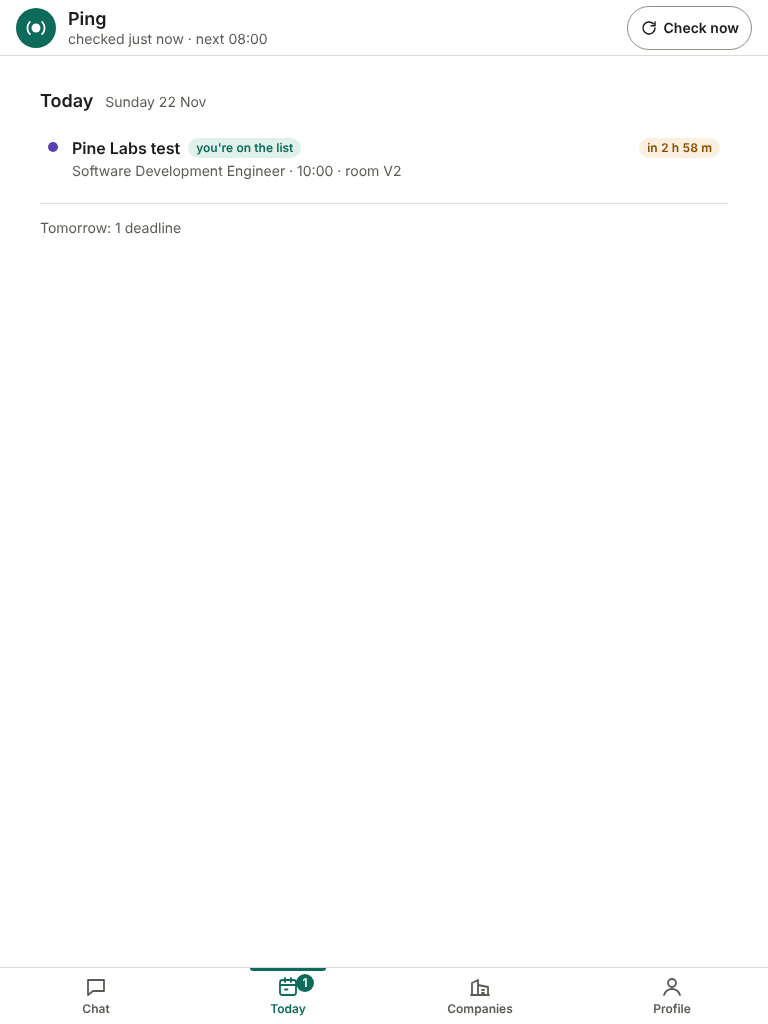 Ping
checked just now · next 08:00
Check now
Today Sunday 22 Nov
Pine Labs test you're on the list in 2 h 58 m
Software Development Engineer · 10:00 · room V2
Tomorrow: 1 deadline
1
Chat Today Companies Profile